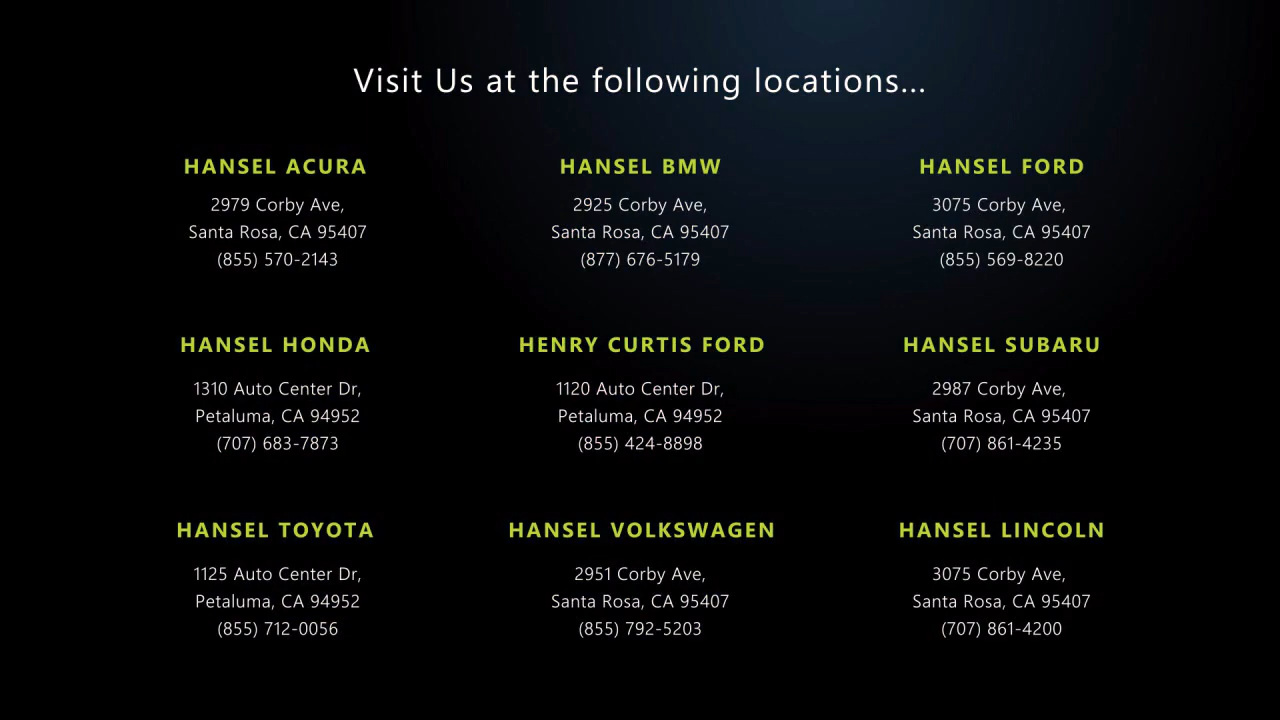 Visit Us at the following locations...
HANSEL ACURA
2979 Corby Ave,
Santa Rosa, CA 95407
(855) 570-2143
HANSEL BMW
2925 Corby Ave,
Santa Rosa, CA 95407
(877) 676-5179
HANSEL FORD
3075 Corby Ave,
Santa Rosa, CA 95407
(855) 569-8220
HANSEL HONDA
1310 Auto Center Dr,
Petaluma, CA 94952
(707) 683-7873
HENRY CURTIS FORD
1120 Auto Center Dr,
Petaluma, CA 94952
(855) 424-8898
HANSEL SUBARU
2987 Corby Ave,
Santa Rosa, CA 95407
(707) 861-4235
HANSEL TOYOTA
1125 Auto Center Dr,
Petaluma, CA 94952
(855) 712-0056
HANSEL VOLKSWAGEN
2951 Corby Ave,
Santa Rosa, CA 95407
(855) 792-5203
HANSEL LINCOLN
3075 Corby Ave,
Santa Rosa, CA 95407
(707) 861-4200